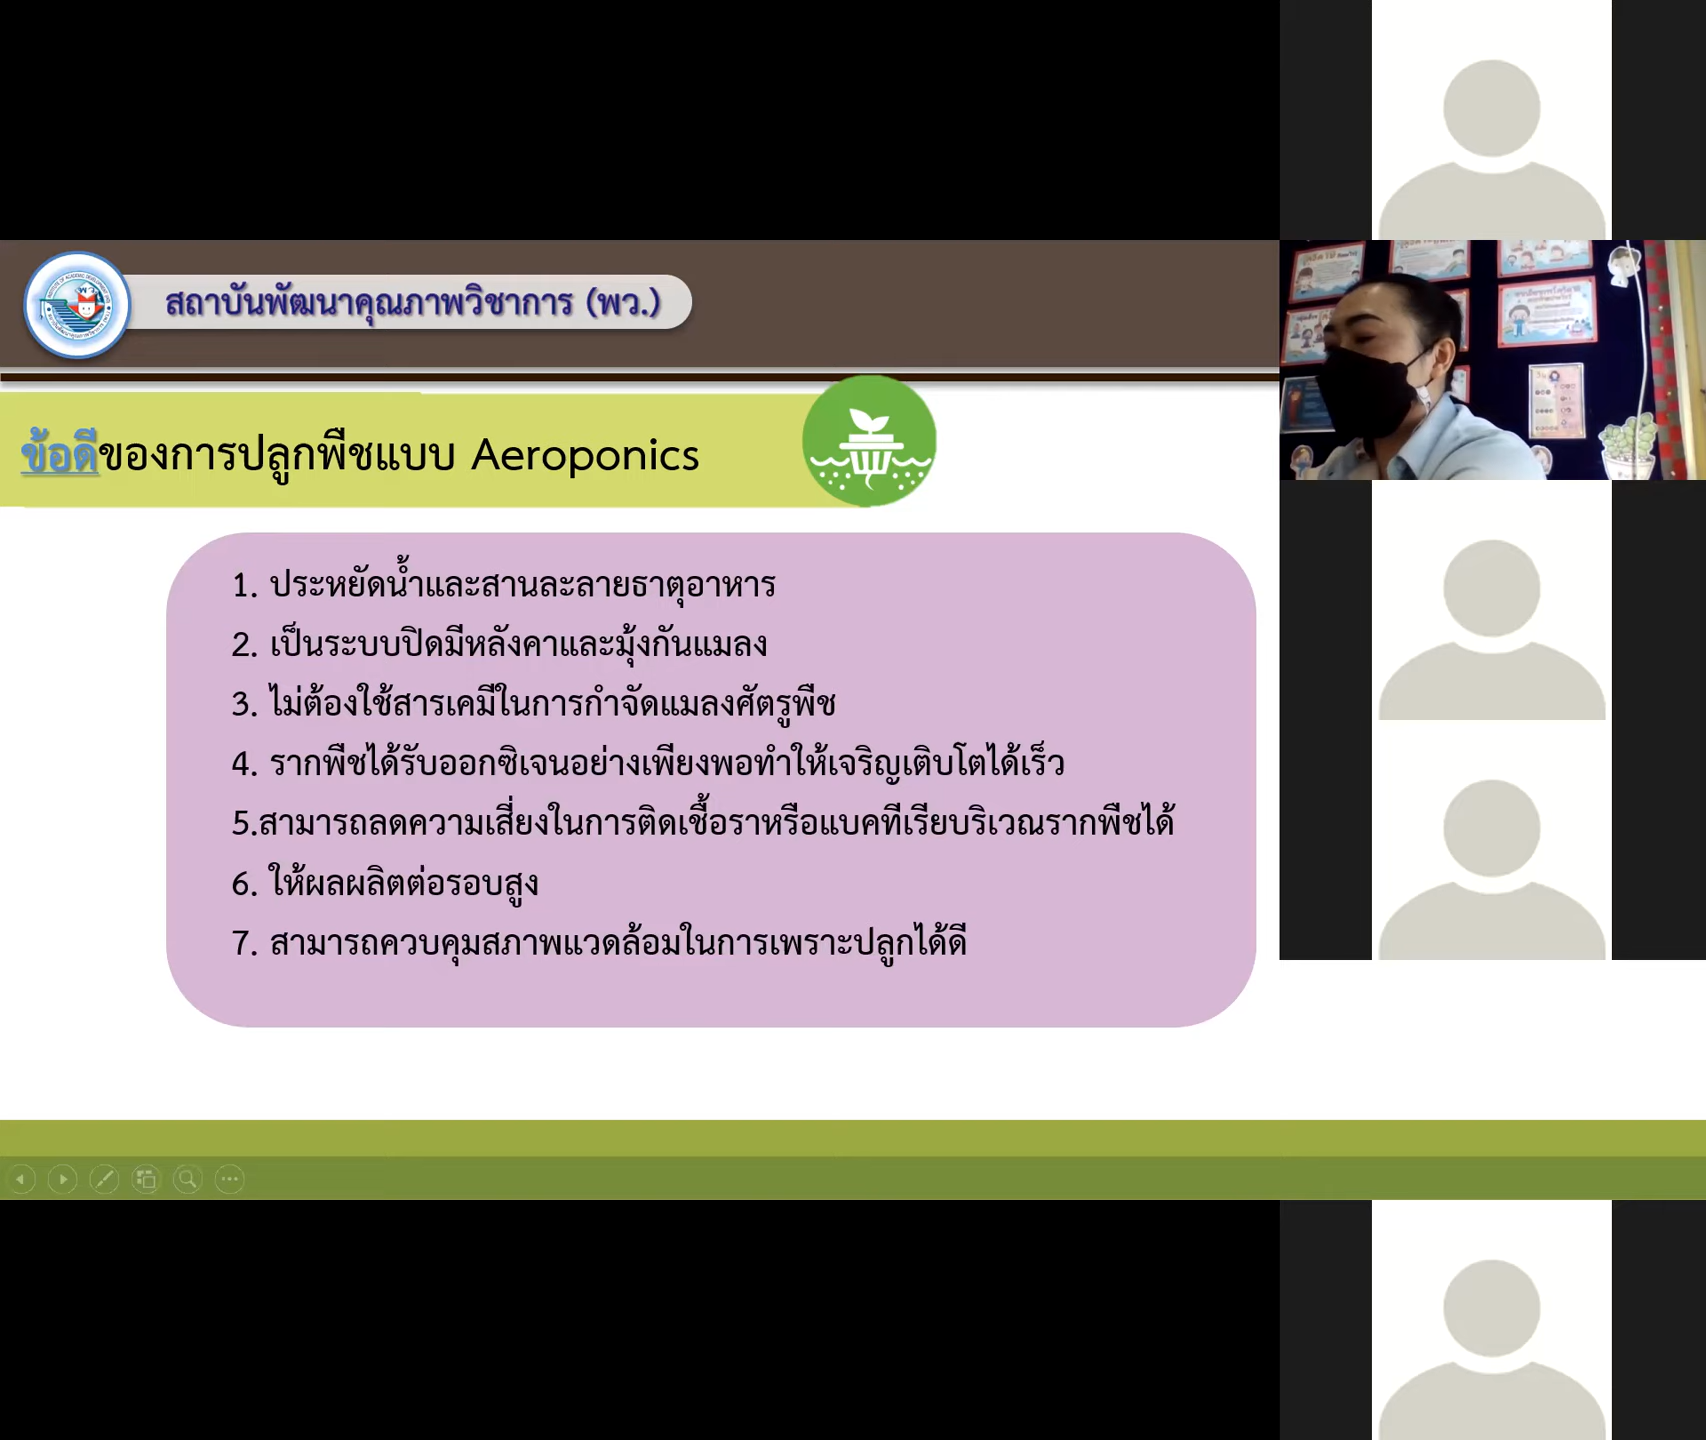 สถาบันพัฒนาคุณภาพวิชาการ (พว.)
ข้อดีของการปลูกพืชแบบ Aeroponics
1. ประหยัดน้ำและสานละลายธาตุอาหาร
2. เป็นระบบปิดมีหลังคาและมุ้งกันแมลง
3. ไม่ต้องใช้สารเคมีในการกำจัดแมลงศัตรูพืช
4. รากพืชได้รับออกซิเจนอย่างเพียงพอทำให้เจริญเติบโตได้เร็ว
5.สามารถลดความเสี่ยงในการติดเชื้อราหรือแบคทีเรียบริเวณรากพืชได้
6. ให้ผลผลิตต่อรอบสูง
7. สามารถควบคุมสภาพแวดล้อมในการเพราะปลูกได้ดี